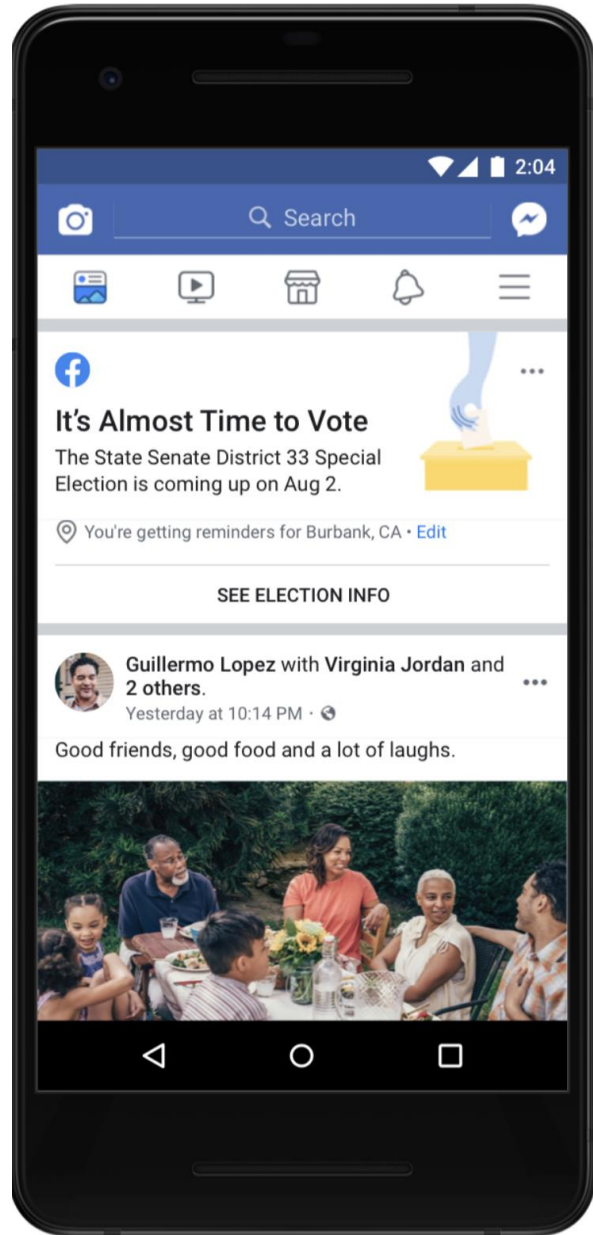 2:04
Search
It's Almost Time to Vote
The State Senate District 33 Special
Election is coming up on Aug 2.
You're getting reminders for Burbank, CA • Edit
SEE ELECTION INFO
Guillermo Lopez with Virginia Jordan and
2 others.
Yesterday at 10:14 PM ·
Good friends, good food and a lot of laughs.